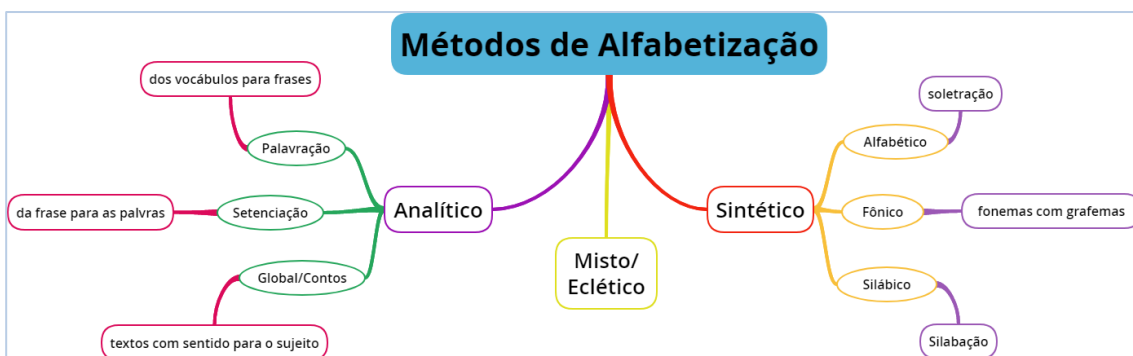 Métodos de Alfabetização
dos vocábulos para frases
Palavração
da frase para as palvras
Setenciação
Analítico
Global/Contos
textos com sentido para o sujeito
Misto/
Eclético
soletração
Alfabético
Sintético
Fônico
fonemas com grafemas
Silábico
Silabação